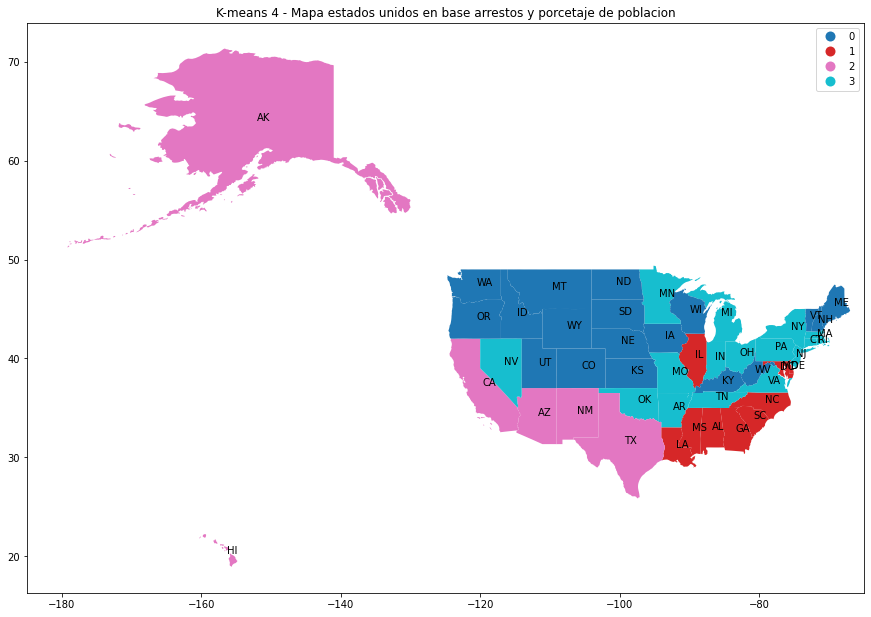 K-means 4 - Mapa estados unidos en base arrestos y porcetaje de poblacion
0
1
2
3
70
60
50
40
30
20
AK
WA
MT
ND
MN
ME
OR
ID
SD
WI
MI
VT
NH
WY
NY
MA
NE
IA
PA
CT
RI
NV
UT
CO
KS
MO
IL
IN
OH
NJ
DE
WV
CA
KY
VA
AZ
NM
OK
AR
TN
NC
SC
TX
LA
MS
AL
GA
HI
−180
−160
−140
−120
−100
−80